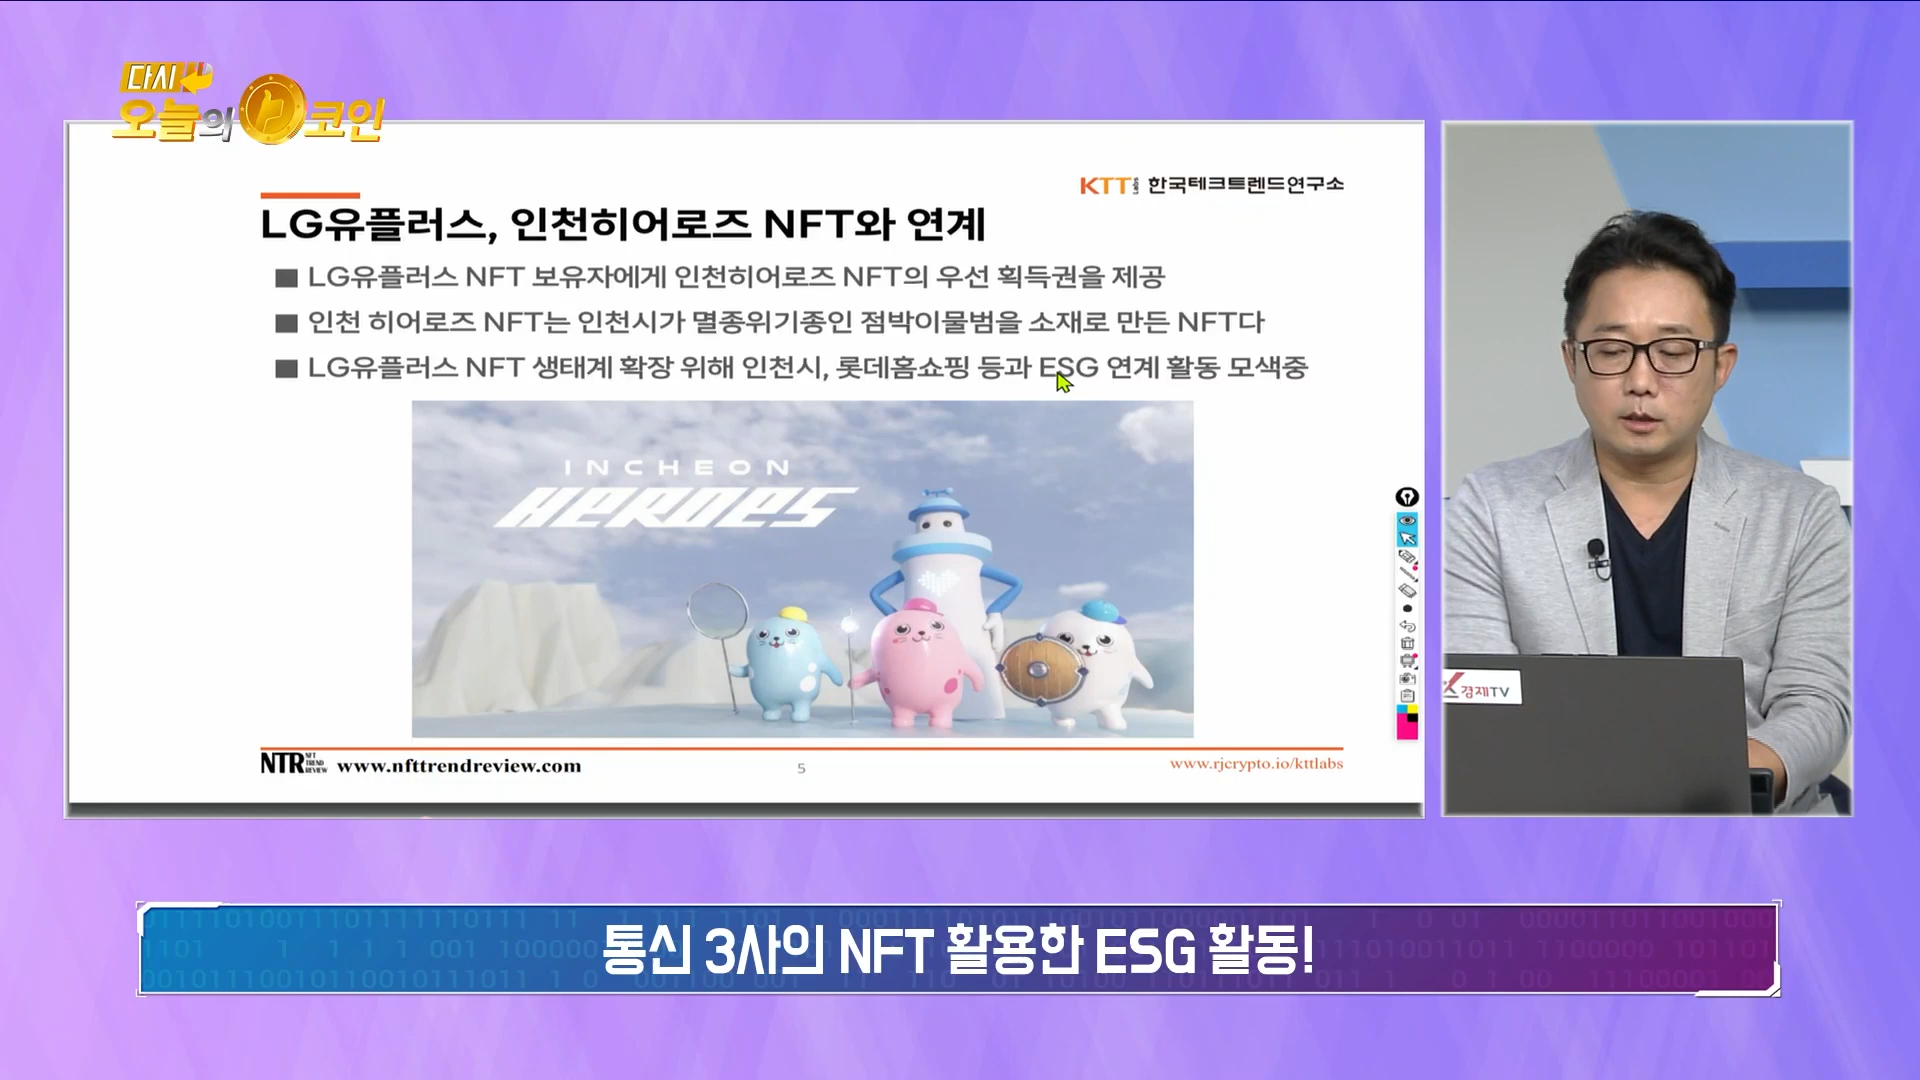 다시
오늘의 코인
KTT Labs 한국테크트렌드연구소
LG유플러스, 인천히어로즈 NFT와 연계
■ LG유플러스 NFT 보유자에게 인천히어로즈 NFT의 우선 획득권을 제공
■ 인천 히어로즈 NFT는 인천시가 멸종위기종인 점박이물범을 소재로 만든 NFT다
■ LG유플러스 NFT 생태계 확장 위해 인천시, 롯데홈쇼핑 등과 ESG 연계 활동 모색중
INCHEON
HEROES
NTR NFT TREND REVIEW www.nfttrendreview.com
5
www.rjcrypto.io/kttlabs
경제TV
통신 3사의 NFT 활용한 ESG 활동!